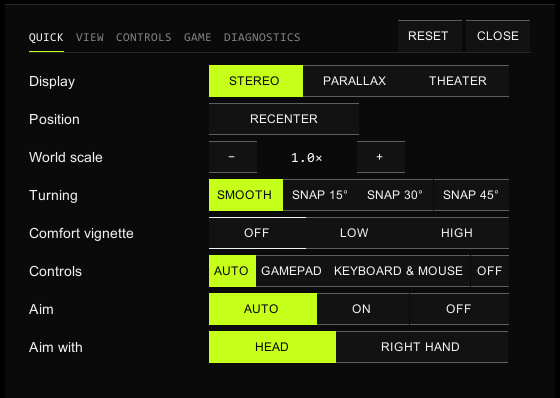 QUICK VIEW CONTROLS GAME DIAGNOSTICS RESET CLOSE
Display STEREO PARALLAX THEATER
Position RECENTER
World scale − 1.0× +
Turning SMOOTH SNAP 15° SNAP 30° SNAP 45°
Comfort vignette OFF LOW HIGH
Controls AUTO GAMEPAD KEYBOARD & MOUSE OFF
Aim AUTO ON OFF
Aim with HEAD RIGHT HAND